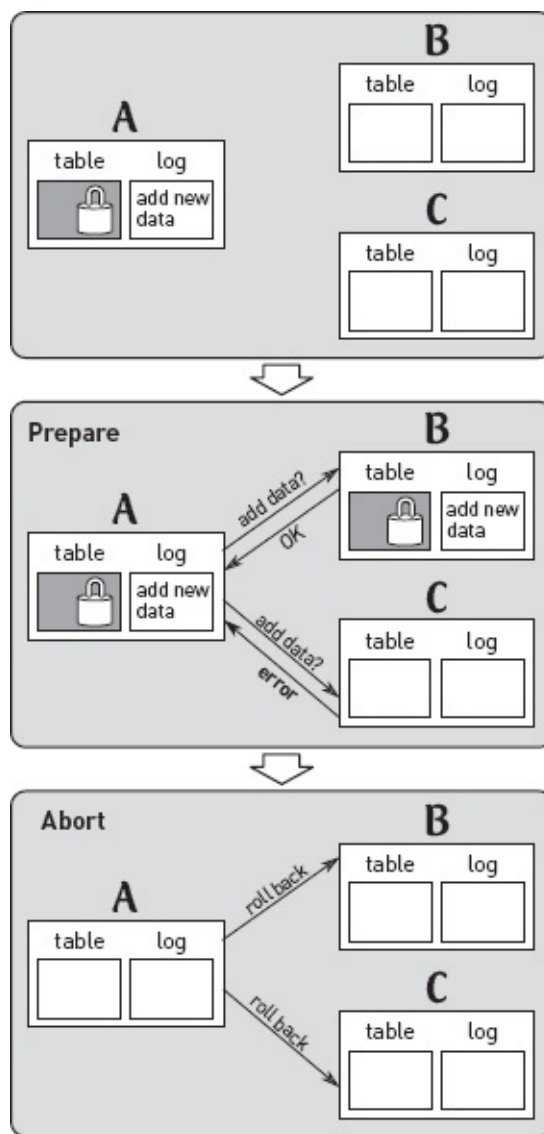 B
table log
A
table log
add new
data
C
table log
Prepare
B
table log
add new
data
A
table log
add new
data
add data?
OK
C
table log
add data?
error
Abort
B
table log
A
table log
roll back
C
table log
roll back